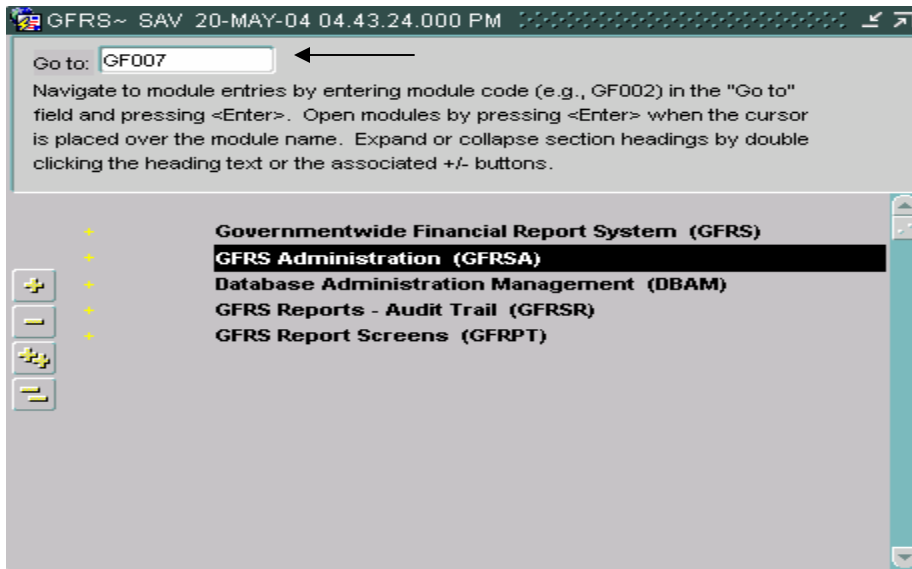 GFRS~ SAV 20-MAY-04 04.43.24.000 PM
Go to: GF007
Navigate to module entries by entering module code (e.g., GF002) in the "Go to"
field and pressing <Enter>. Open modules by pressing <Enter> when the cursor
is placed over the module name. Expand or collapse section headings by double
clicking the heading text or the associated +/- buttons.
+ Governmentwide Financial Report System (GFRS)
+ GFRS Administration (GFRSA)
+ Database Administration Management (DBAM)
+ GFRS Reports - Audit Trail (GFRSR)
+ GFRS Report Screens (GFRPT)